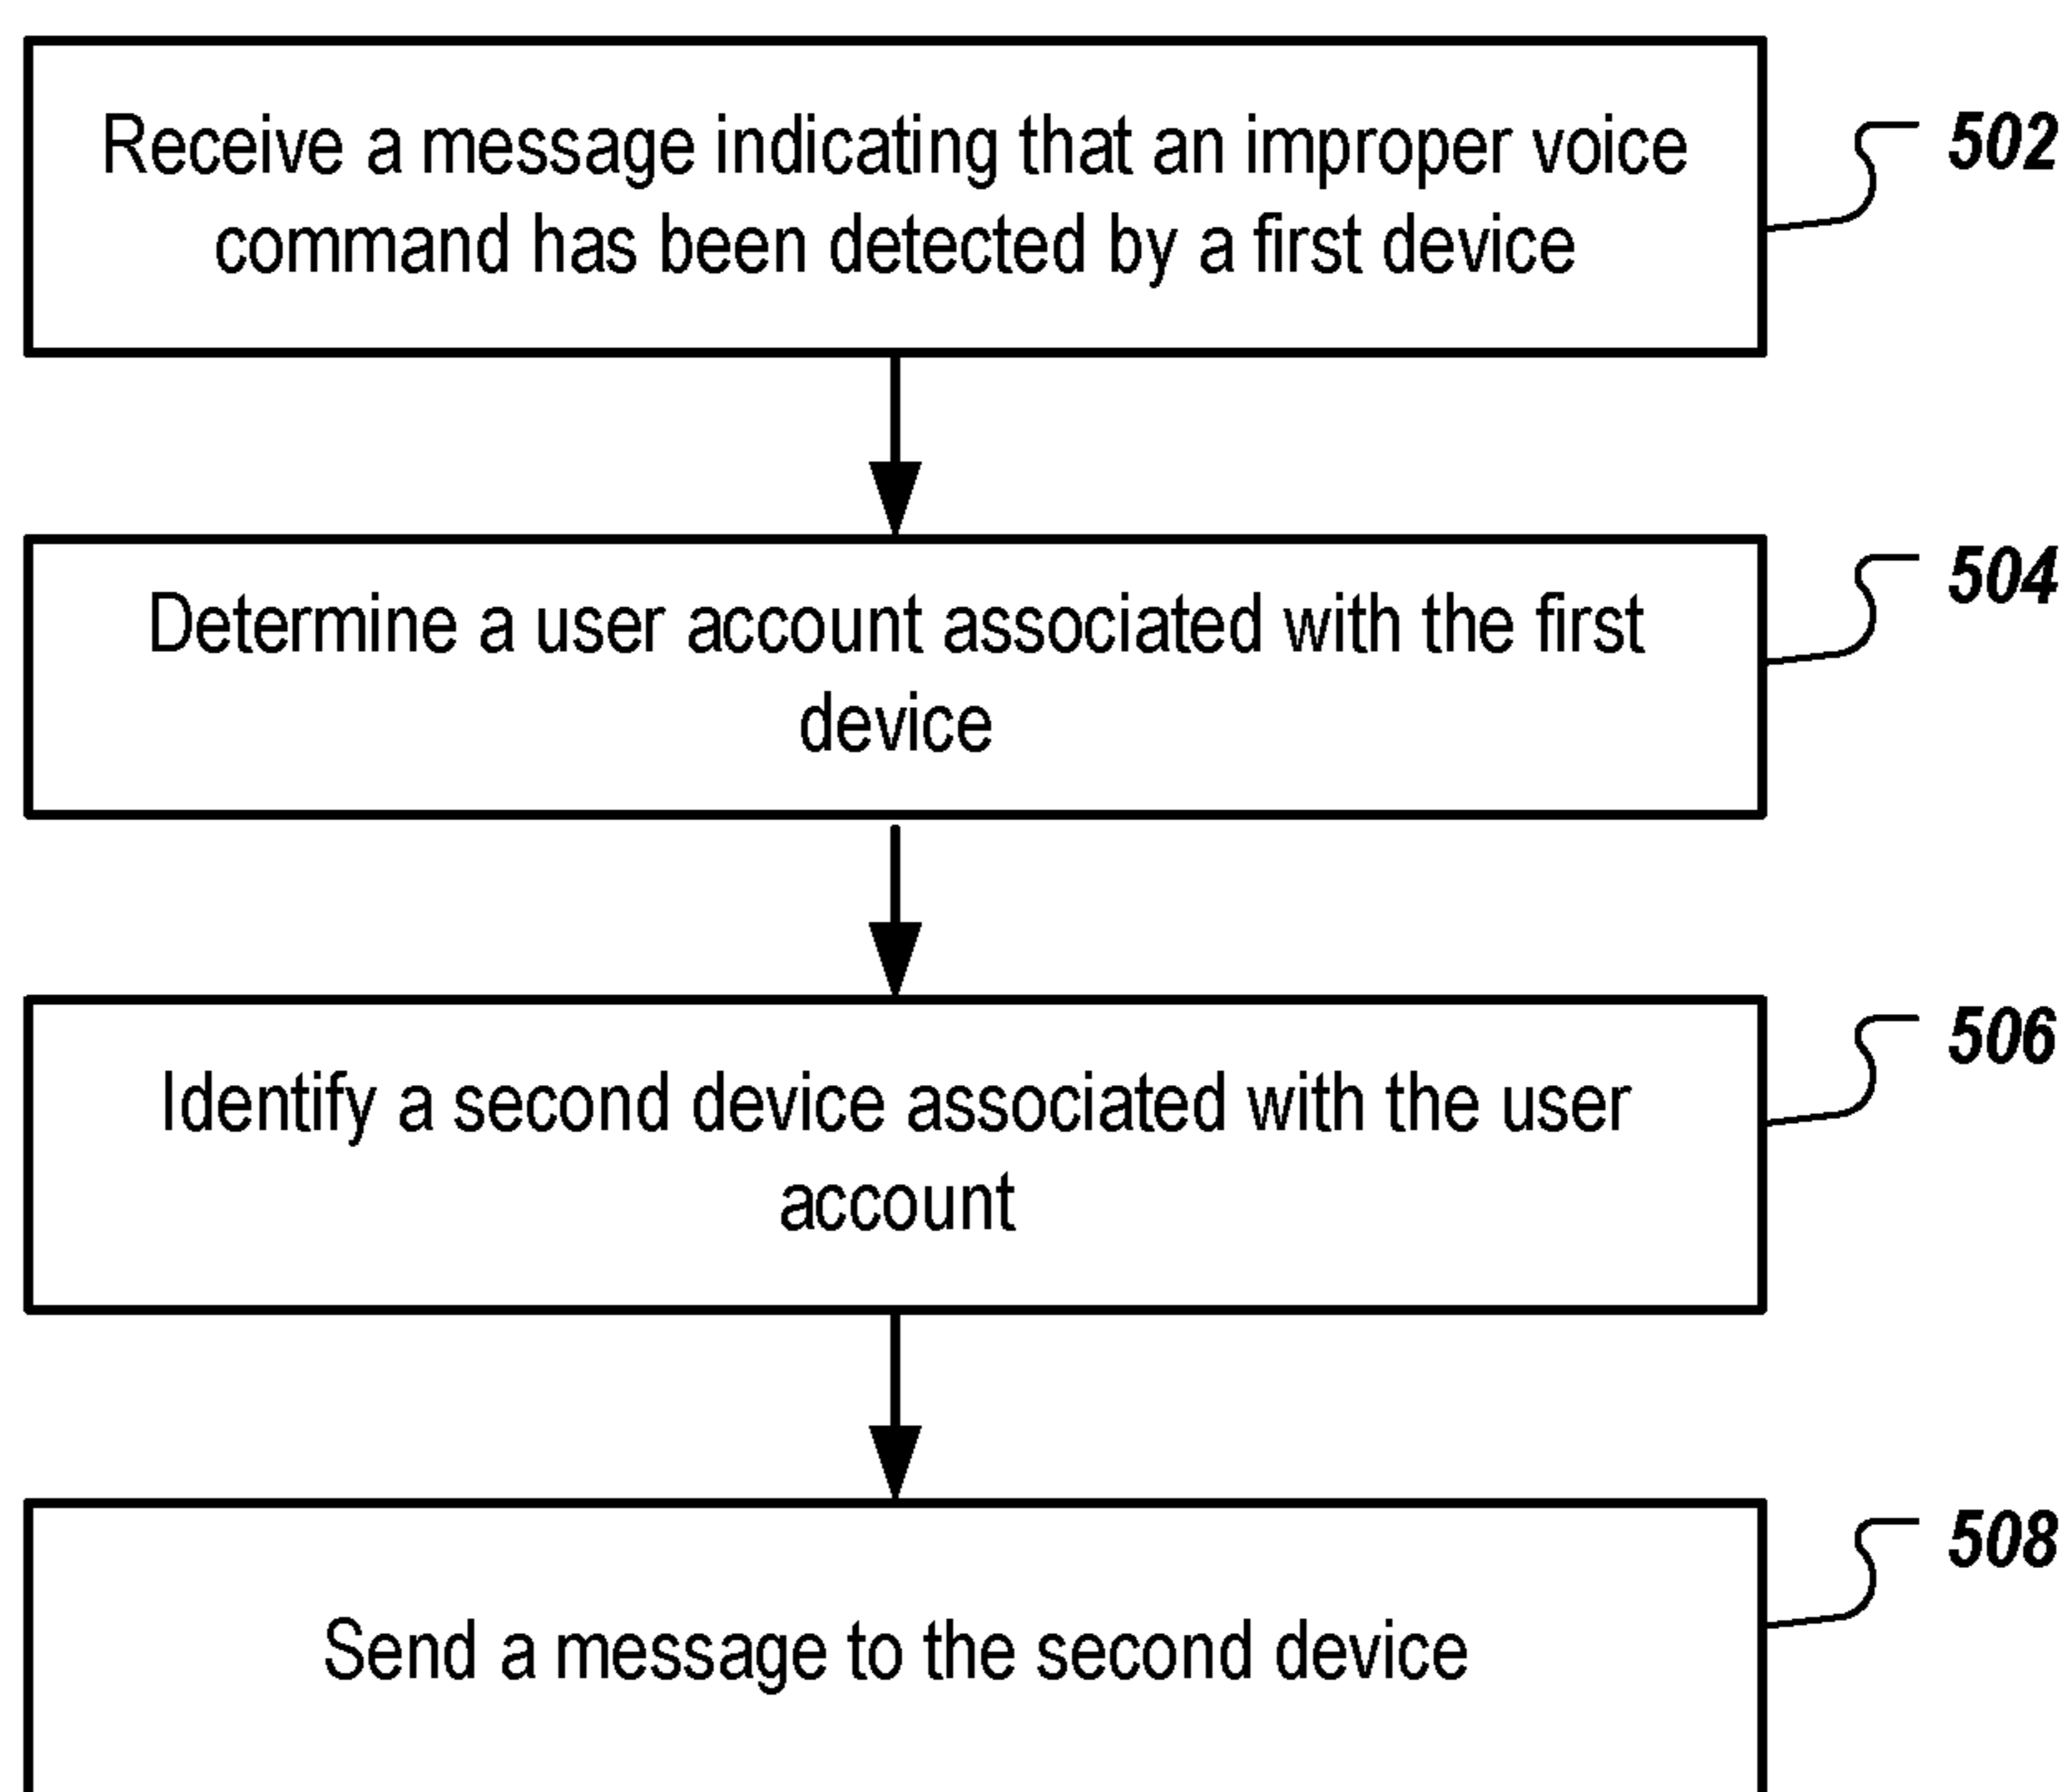 Receive a message indicating that an improper voice
command has been detected by a first device
502
Determine a user account associated with the first
device
504
Identify a second device associated with the user
account
506
Send a message to the second device
508